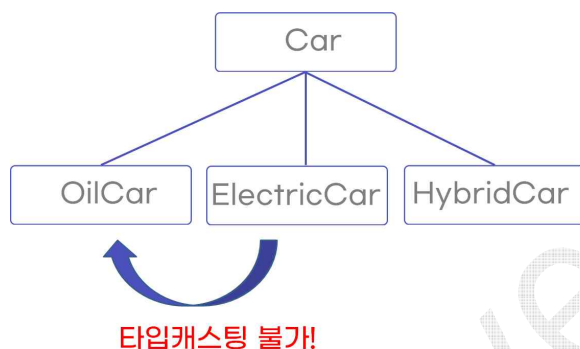 Car
OilCar
ElectricCar
HybridCar
타입캐스팅 불가!